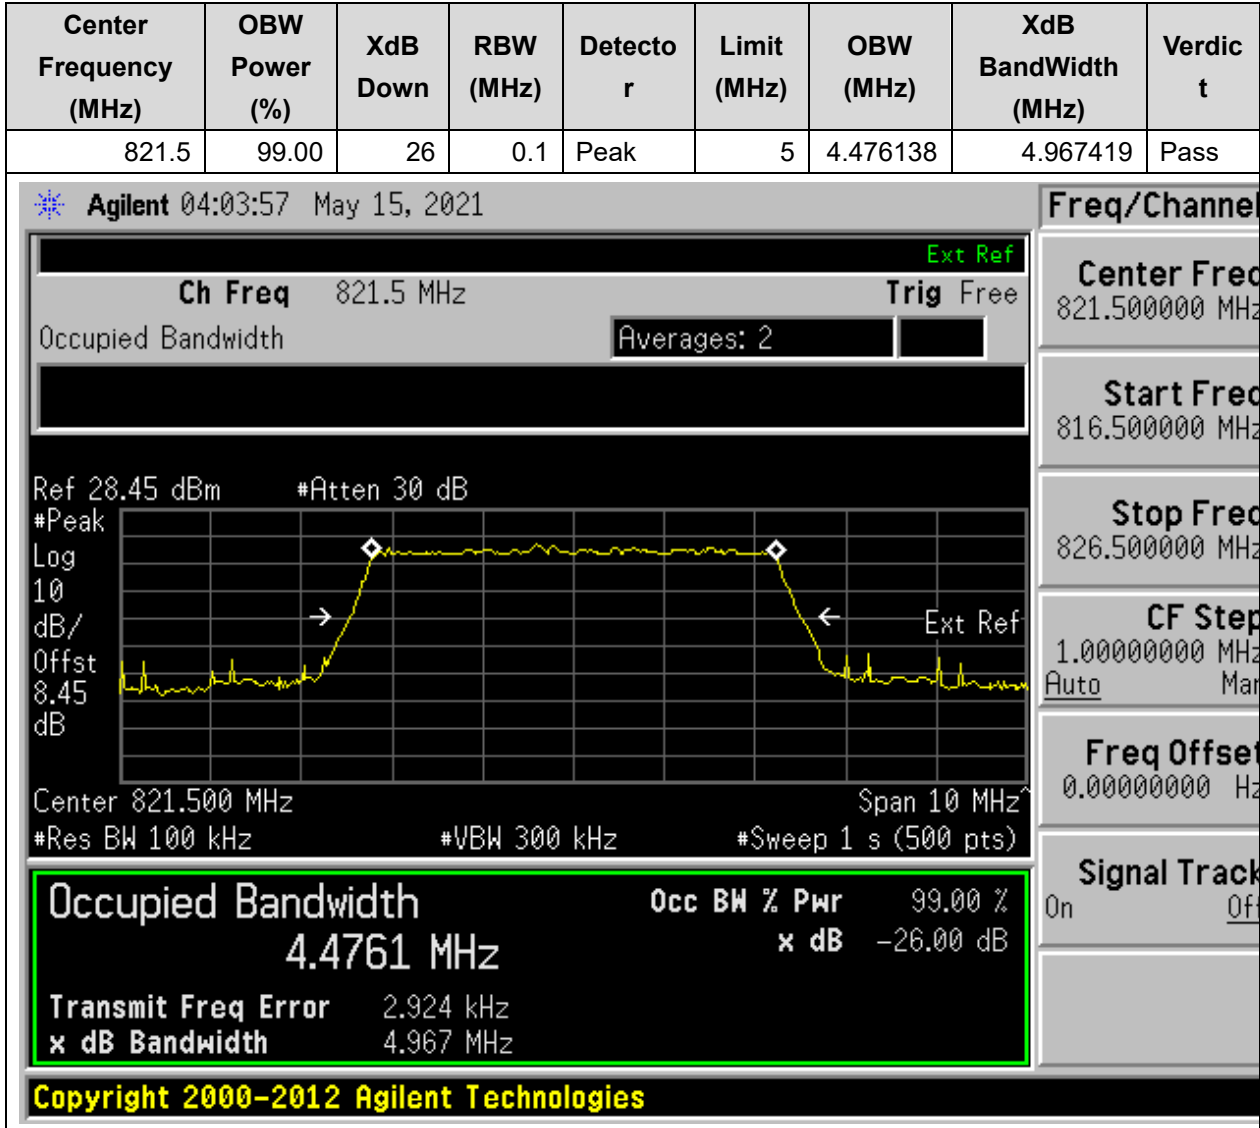 Center Frequency (MHz) OBW Power (%) XdB Down RBW (MHz) Detecto r Limit (MHz) OBW (MHz) XdB BandWidth (MHz) Verdic t
821.5 99.00 26 0.1 Peak 5 4.476138 4.967419 Pass
Agilent 04:03:57 May 15, 2021
Freq/Channel
Ext Ref
Ch Freq 821.5 MHz Trig Free
Occupied Bandwidth Averages: 2
Center Freq
821.500000 MHz
Start Freq
816.500000 MHz
Stop Freq
826.500000 MHz
CF Step
1.00000000 MHz
Auto Man
Freq Offset
0.00000000 Hz
Signal Track
On Off
Ref 28.45 dBm #Atten 30 dB
#Peak
Log
10
dB/
Offst
8.45
dB
Ext Ref
Center 821.500 MHz Span 10 MHz^
#Res BW 100 kHz #VBW 300 kHz #Sweep 1 s (500 pts)
Occupied Bandwidth Occ BW % Pwr 99.00 %
4.4761 MHz x dB -26.00 dB
Transmit Freq Error 2.924 kHz
x dB Bandwidth 4.967 MHz
Copyright 2000-2012 Agilent Technologies